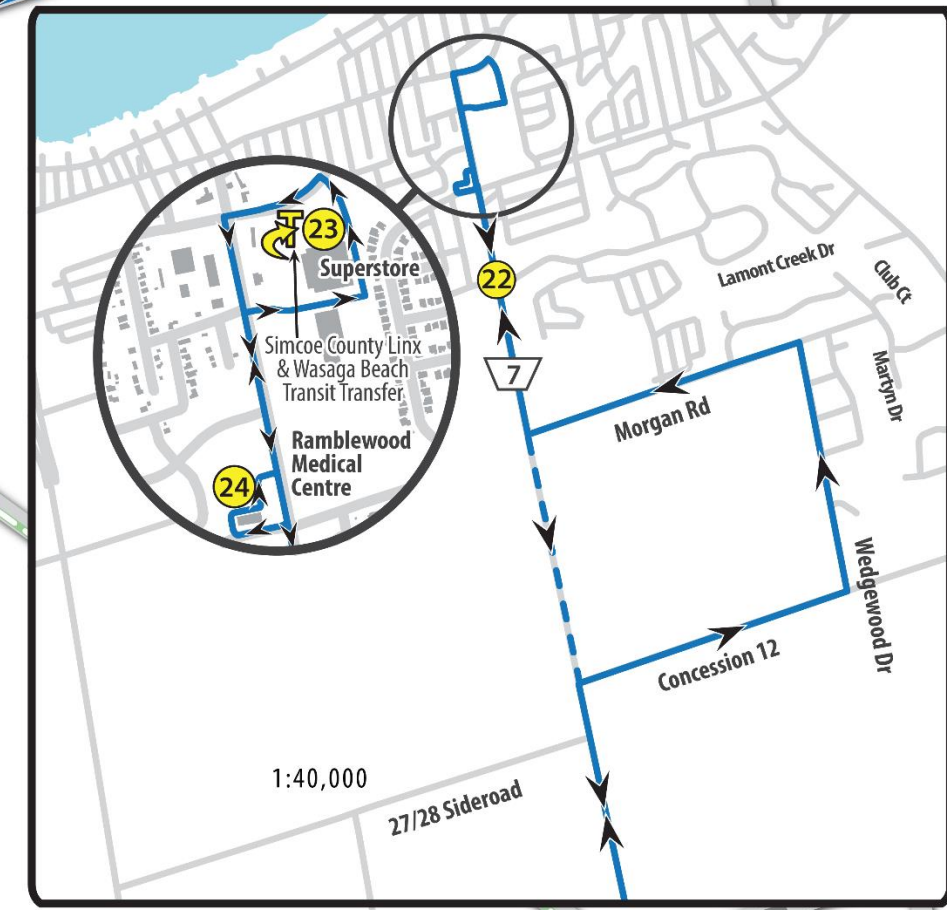 22
Lamont Creek Dr
Club Ct
23
Superstore
7
Simcoe County Linx
& Wasaga Beach
Transit Transfer
Martyn Dr
Morgan Rd
Ramblewood
Medical
Centre
24
Wedgewood Dr
Concession 12
1:40,000
27/28 Sideroad